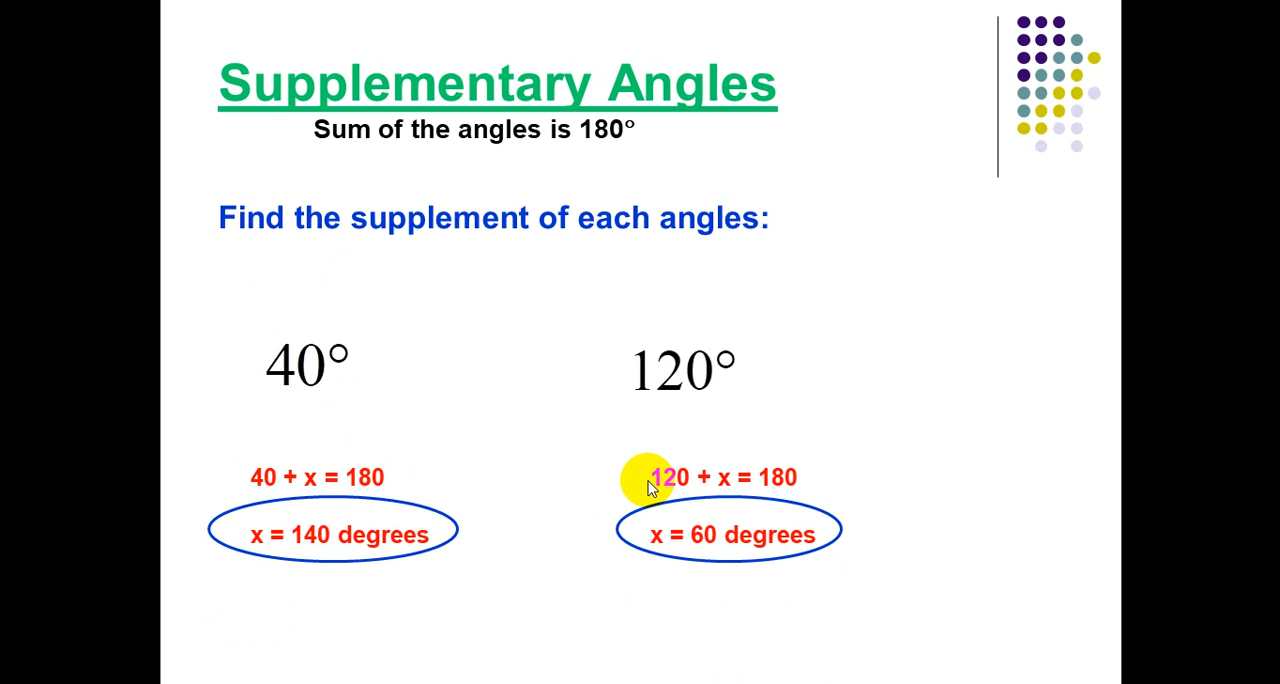 Supplementary Angles
Sum of the angles is 180°
Find the supplement of each angles:
40°
120°
40 + x = 180
120 + x = 180
x = 140 degrees
x = 60 degrees